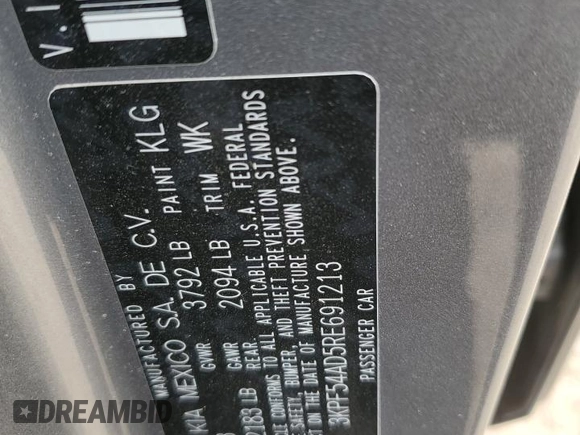 V.I
MANUFACTURED BY
KIA MEXICO S.A. DE C.V.
GVWR 3792 LB PAINT KLG
GAWR 2094 LB TRIM WK
2183 LB REAR
CONFORMS TO ALL APPLICABLE U.S.A. FEDERAL
SAFETY, BUMPER, AND THEFT PREVENTION STANDARDS
ON THE DATE OF MANUFACTURE SHOWN ABOVE.
3KPF54AD5RE691213
PASSENGER CAR
DREAMBID